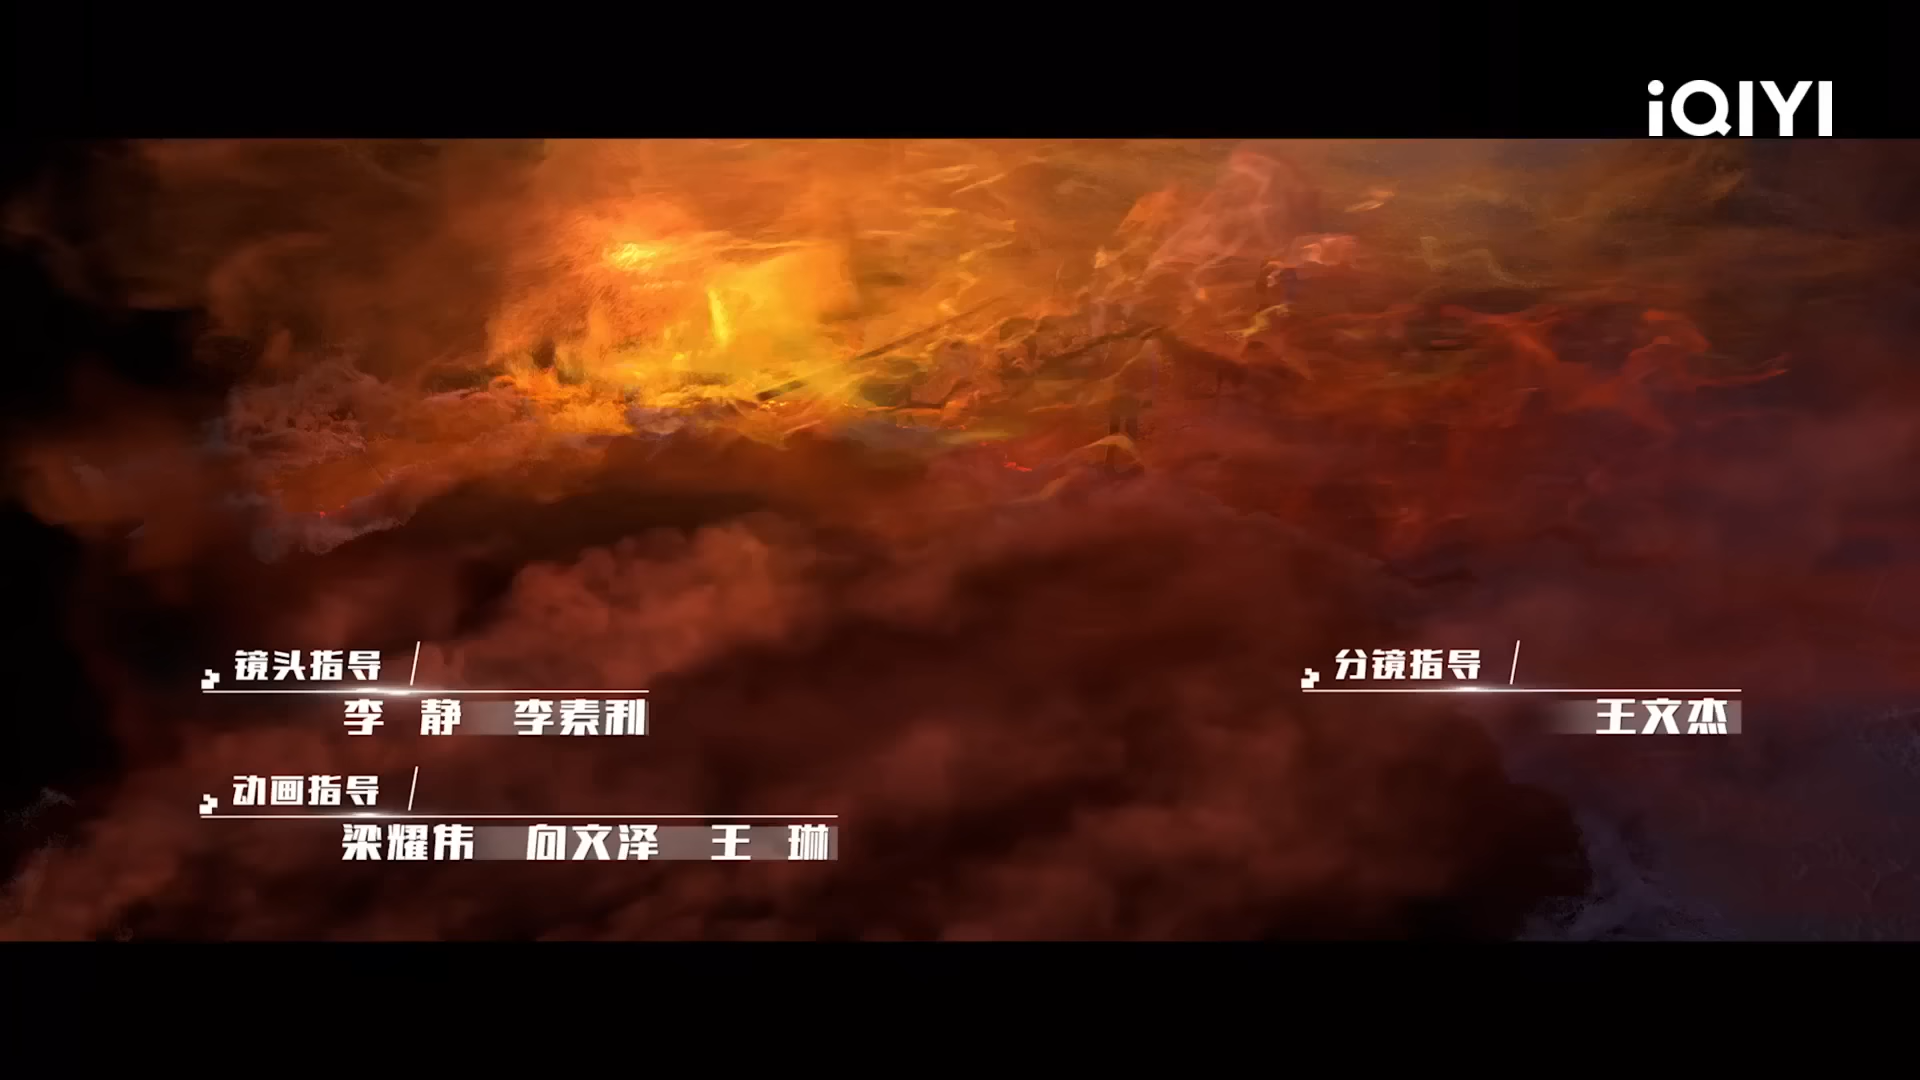 iQIYI
镜头指导
李 静 李素利
动画指导
梁耀伟 向文泽 王 琳
分镜指导
王文杰